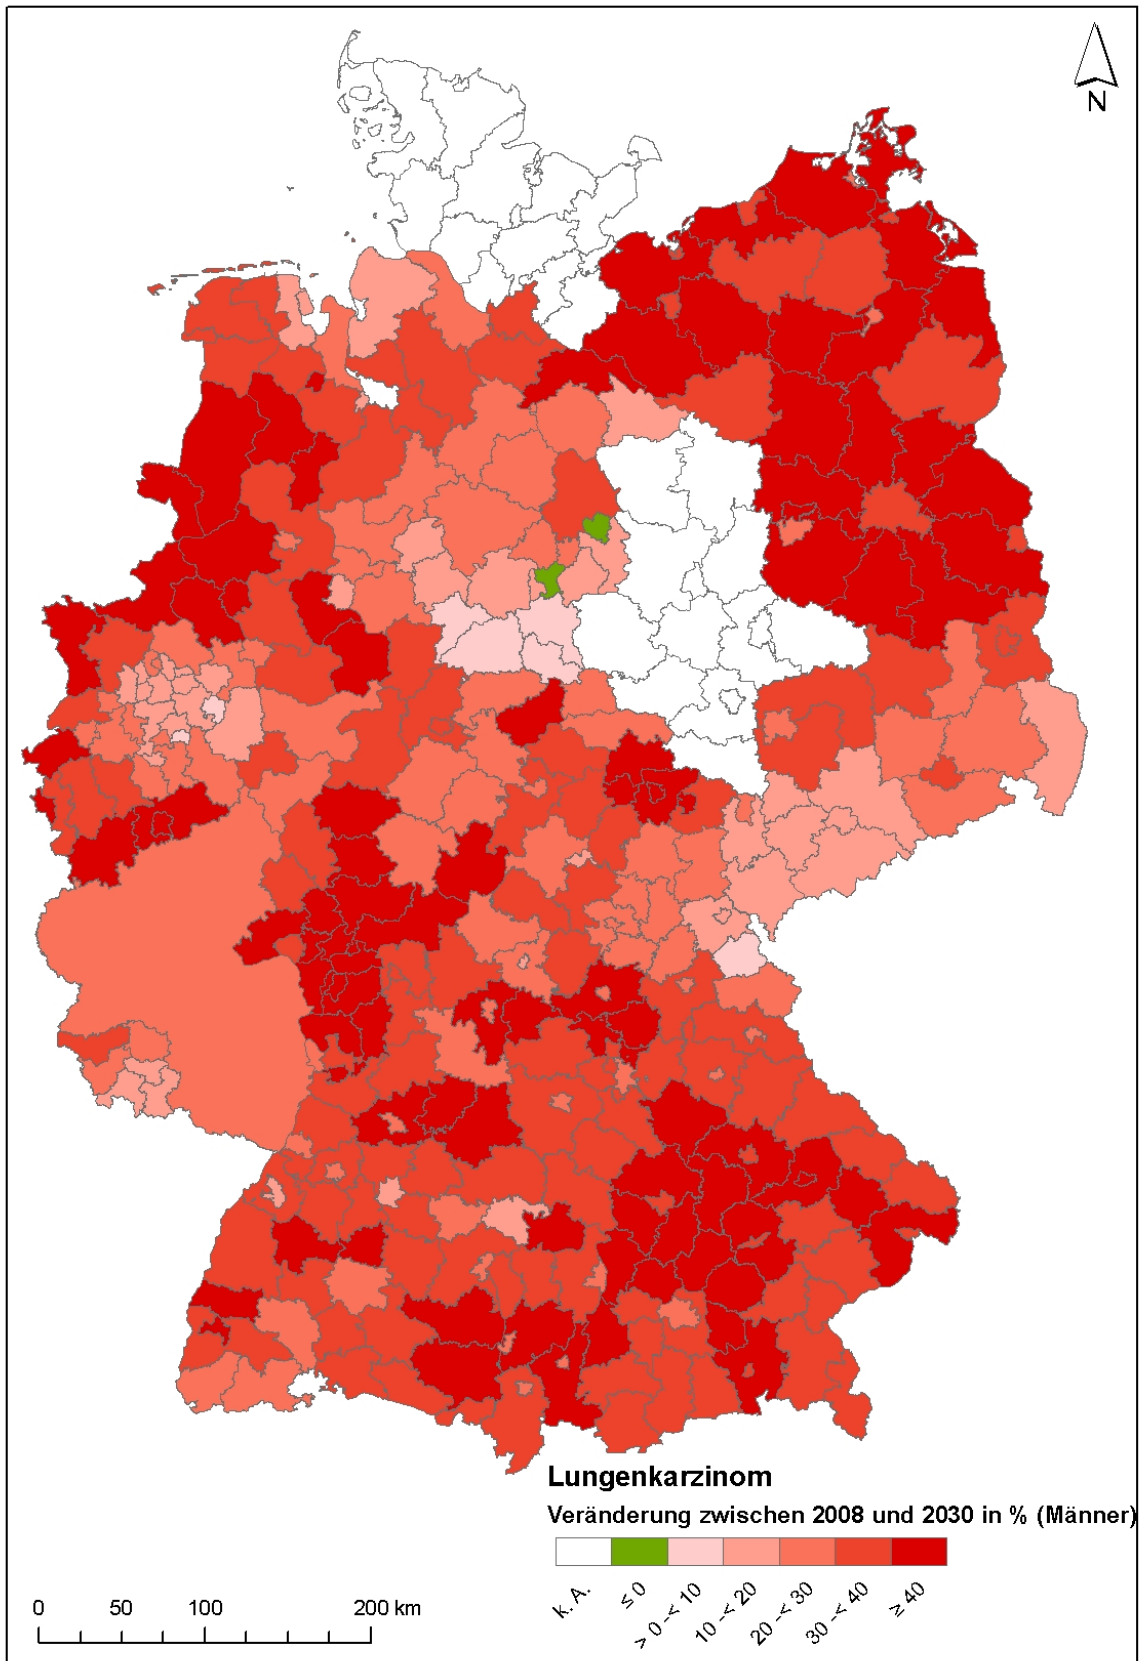 N
Lungenkarzinom
Veränderung zwischen 2008 und 2030 in % (Männer)
k. A.
≤ 0
> 0 -< 10
10 -< 20
20 -< 30
30 -< 40
≥ 40
0 50 100 200 km